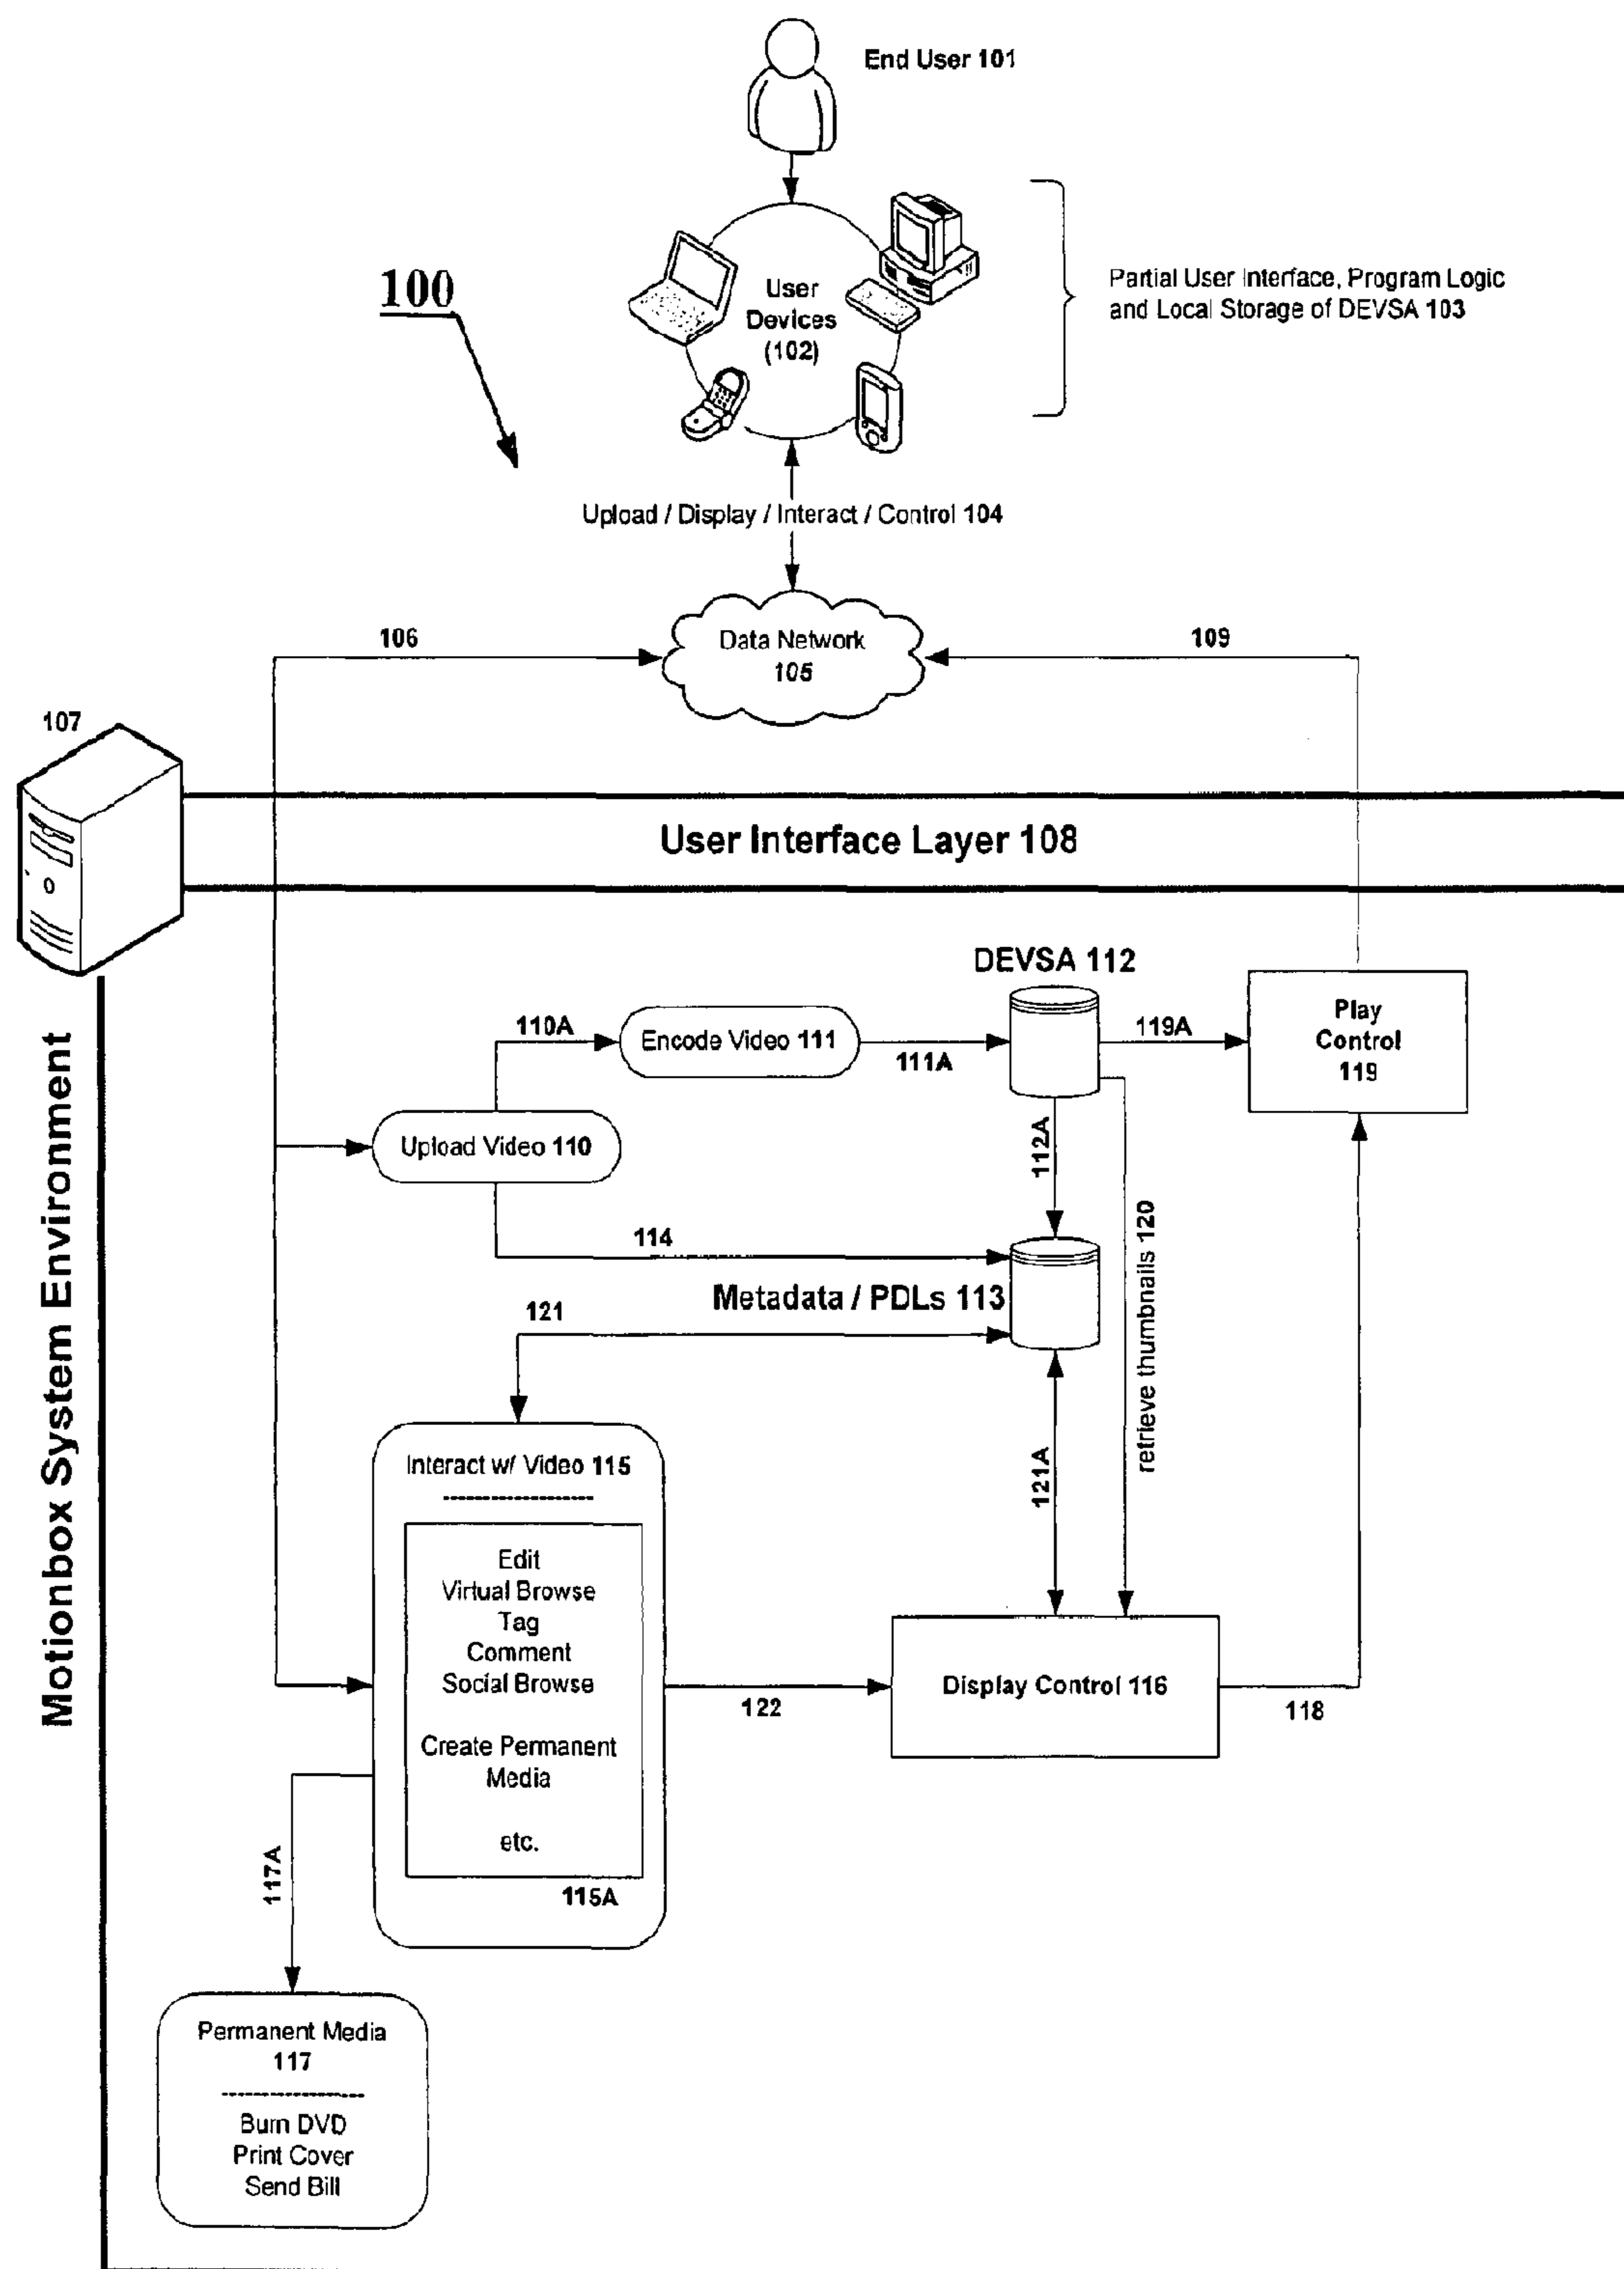 End User 101
100
User
Devices
(102)
Partial User Interface, Program Logic
and Local Storage of DEVSA 103
Upload / Display / Interact / Control 104
106
Data Network
105
109
107
User Interface Layer 108
Motionbox System Environment
DEVSA 112
110A
Encode Video 111
111A
119A
Play
Control
119
Upload Video 110
112A
114
retrieve thumbnails 120
Metadata / PDLs 113
121
121A
Interact w/ Video 115
Edit
Virtual Browse
Tag
Comment
Social Browse
Create Permanent
Media
etc.
115A
122
Display Control 116
118
117A
Permanent Media
117
Burn DVD
Print Cover
Send Bill